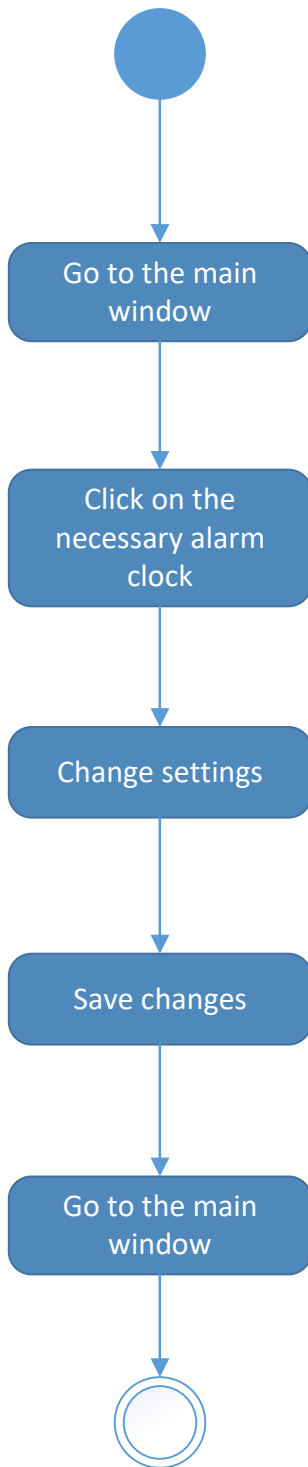 Go to the main
window
Click on the
necessary alarm
clock
Change settings
Save changes
Go to the main
window